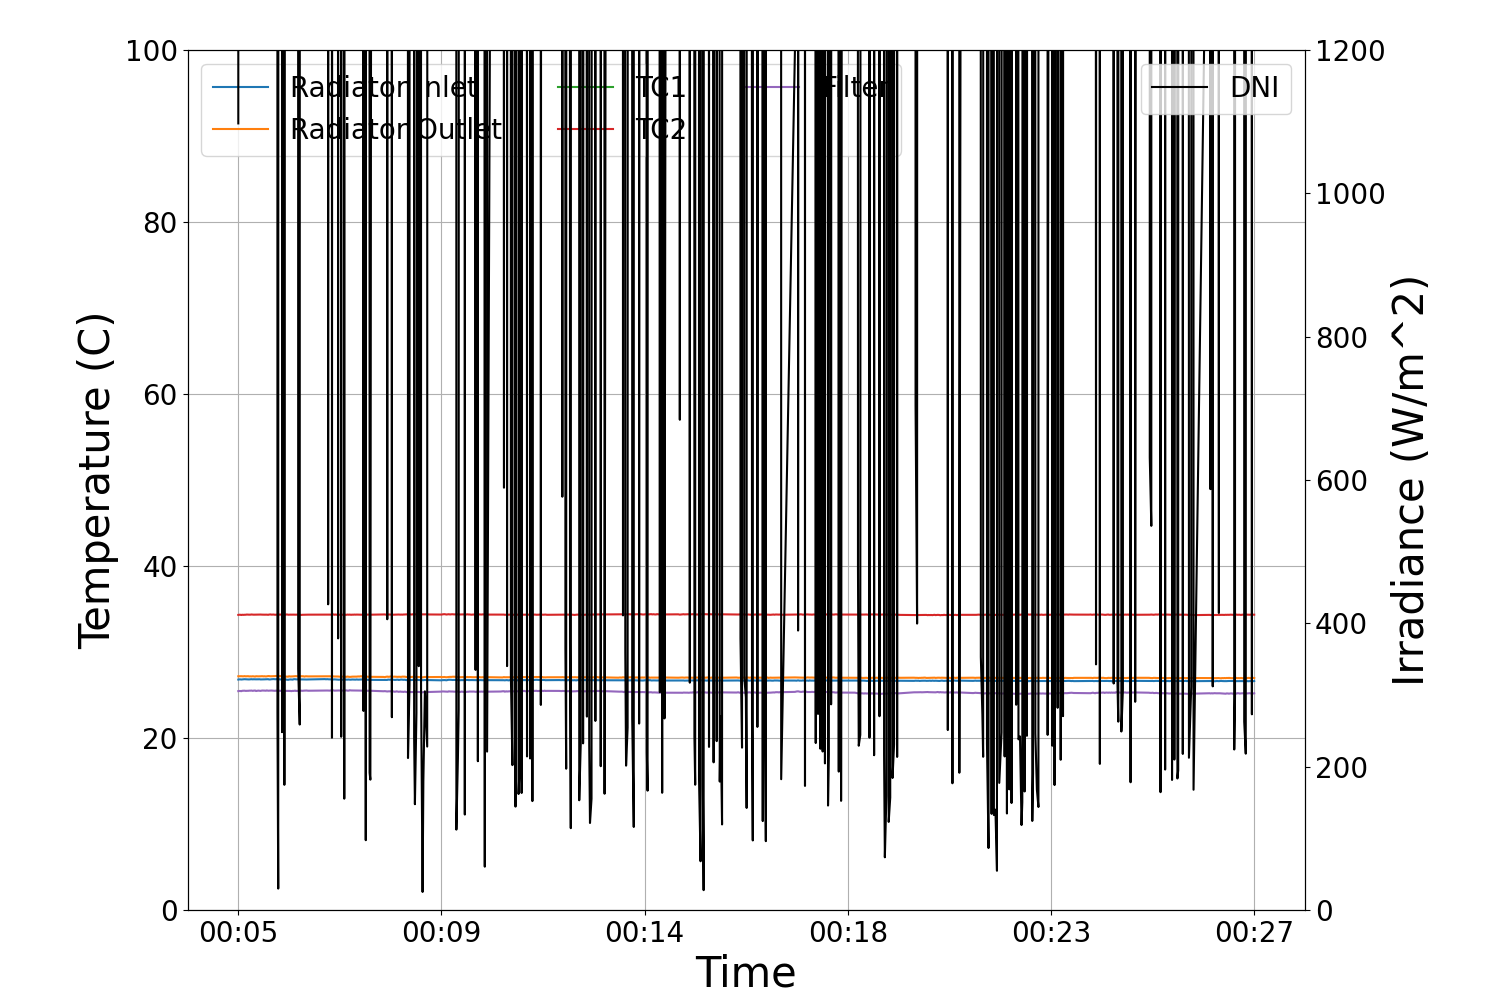 100
80
60
40
20
0
Temperature (C)
Radiator Inlet
Radiator Outlet
TC1
TC2
Filter
DNI
1200
1000
800
600
400
200
0
Irradiance (W/m^2)
00:05 00:09 00:14 00:18 00:23 00:27
Time